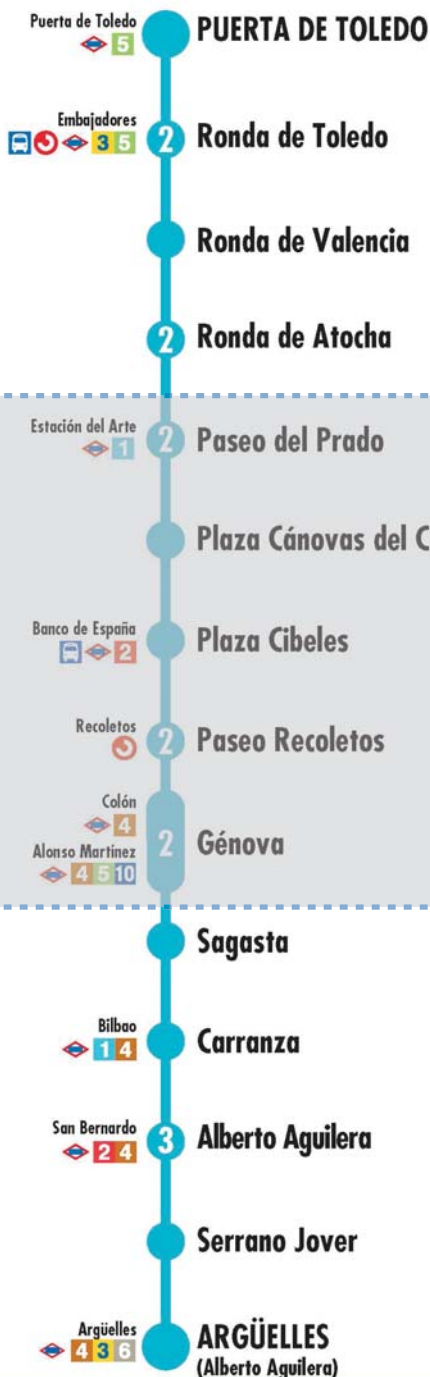 Puerta de Toledo
5
PUERTA DE TOLEDO
Embajadores
3 5
2
Ronda de Toledo
Ronda de Valencia
2
Ronda de Atocha
Estación del Arte
1
2
Paseo del Prado
Plaza Cánovas del C
Banco de España
2
Plaza Cibeles
Recoletos
2
Paseo Recoletos
Colón
4
Alonso Martínez
4 5 10
2
Génova
Sagasta
Bilbao
1 4
Carranza
San Bernardo
2 4
3
Alberto Aguilera
Serrano Jover
Argüelles
4 3 6
ARGÜELLES
(Alberto Aguilera)